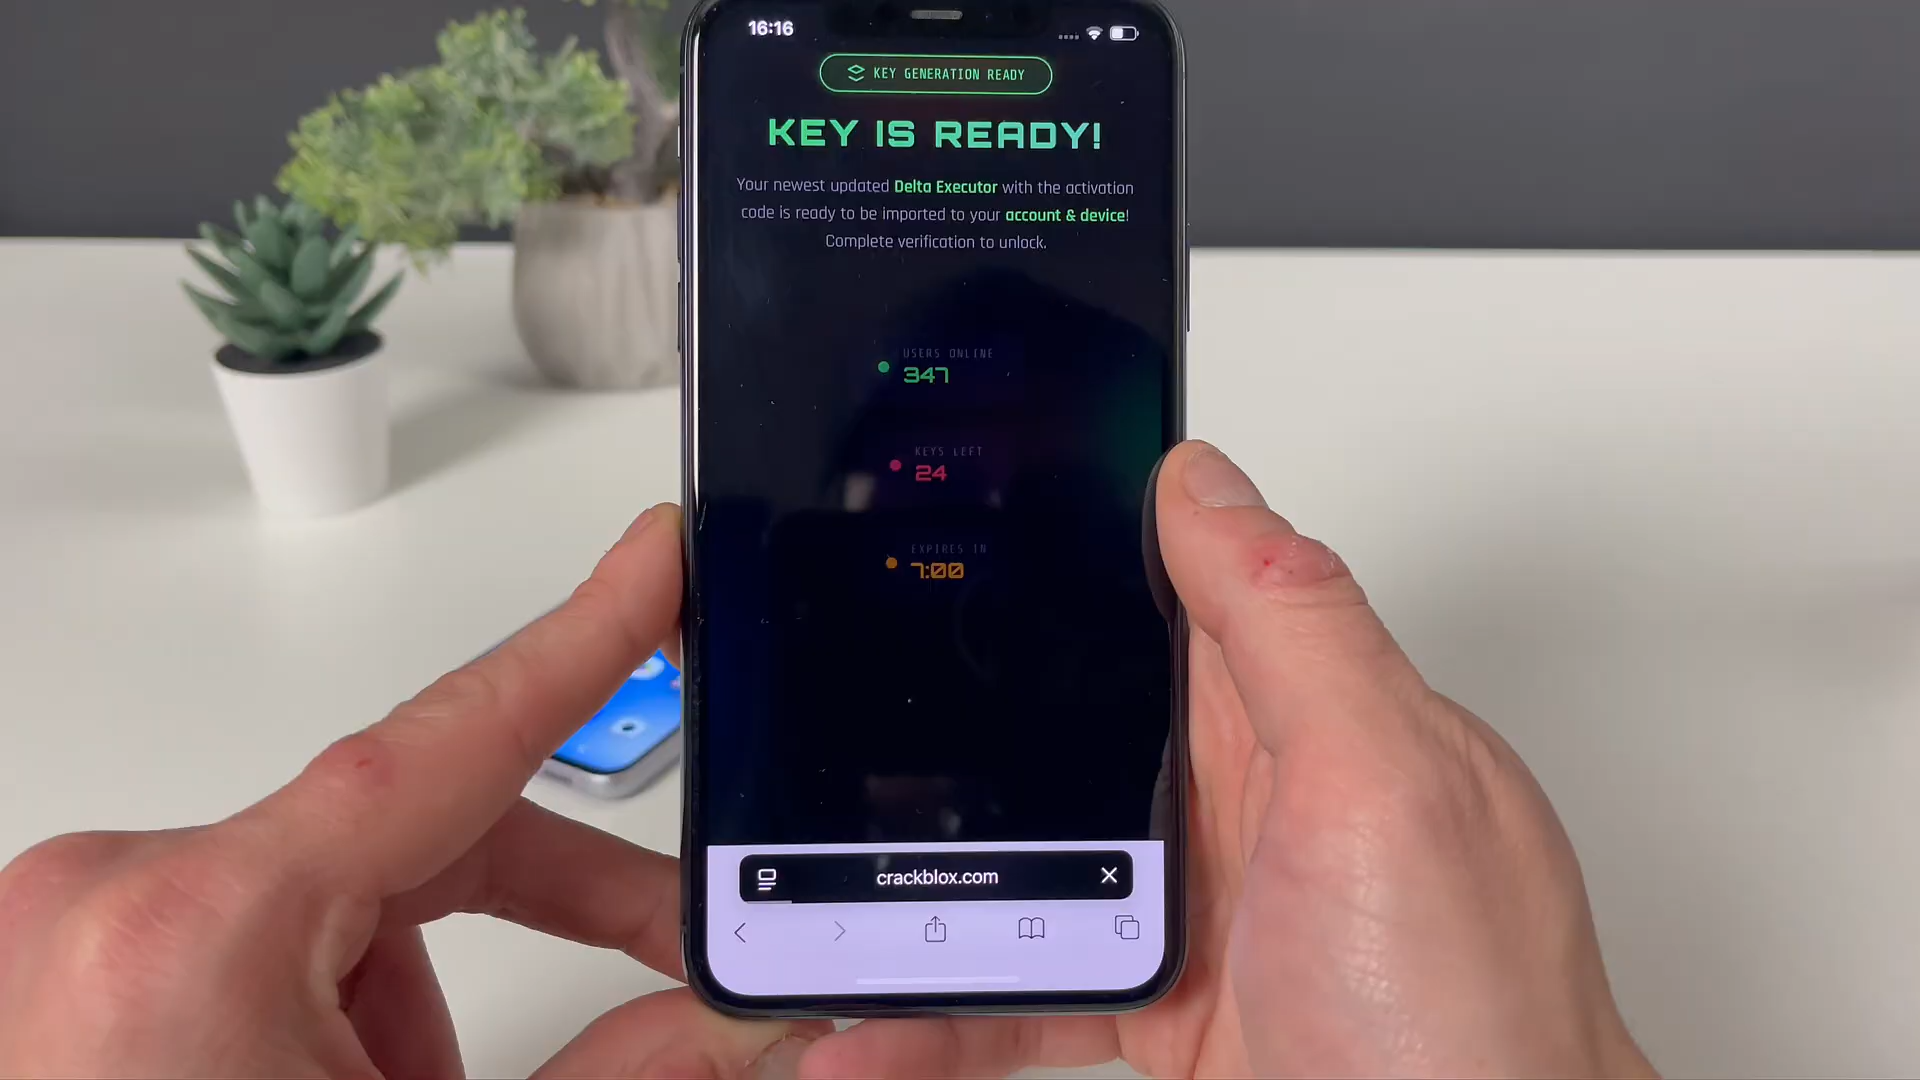 16:16
KEY GENERATION READY
KEY IS READY!
Your newest updated Delta Executor with the activation
code is ready to be imported to your account & device!
Complete verification to unlock.
USERS ONLINE
347
KEYS LEFT
24
EXPIRES IN
7:00
crackblox.com